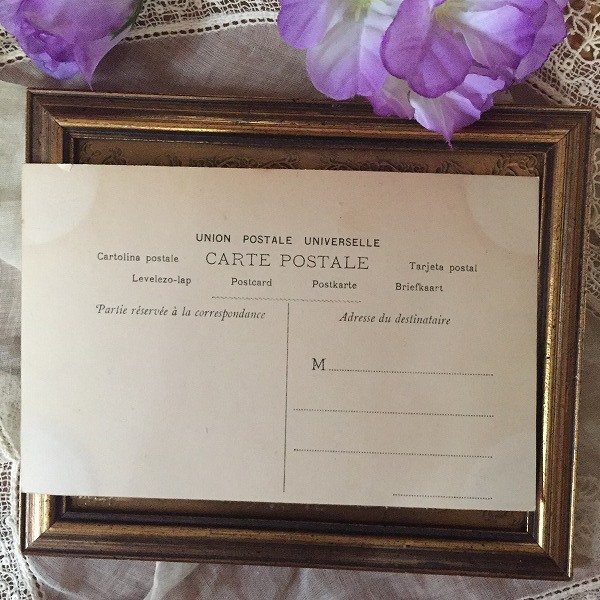 UNION POSTALE UNIVERSELLE
Cartolina postale CARTE POSTALE Tarjeta postal
Levelezo-lap Postcard Postkarte Briefkaart
Partie réservée à la correspondance
Adresse du destinataire
M